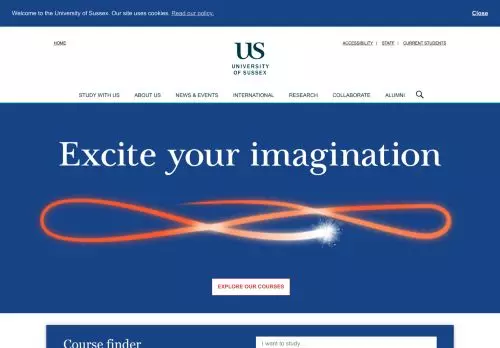 Welcome to the University of Sussex. Our site uses cookies. Read our policy. Close
HOME
ACCESSIBILITY | STAFF | CURRENT STUDENTS
US
UNIVERSITY
OF SUSSEX
STUDY WITH US ABOUT US NEWS & EVENTS INTERNATIONAL RESEARCH COLLABORATE ALUMNI
Excite your imagination
EXPLORE OUR COURSES
Course finder
I want to study